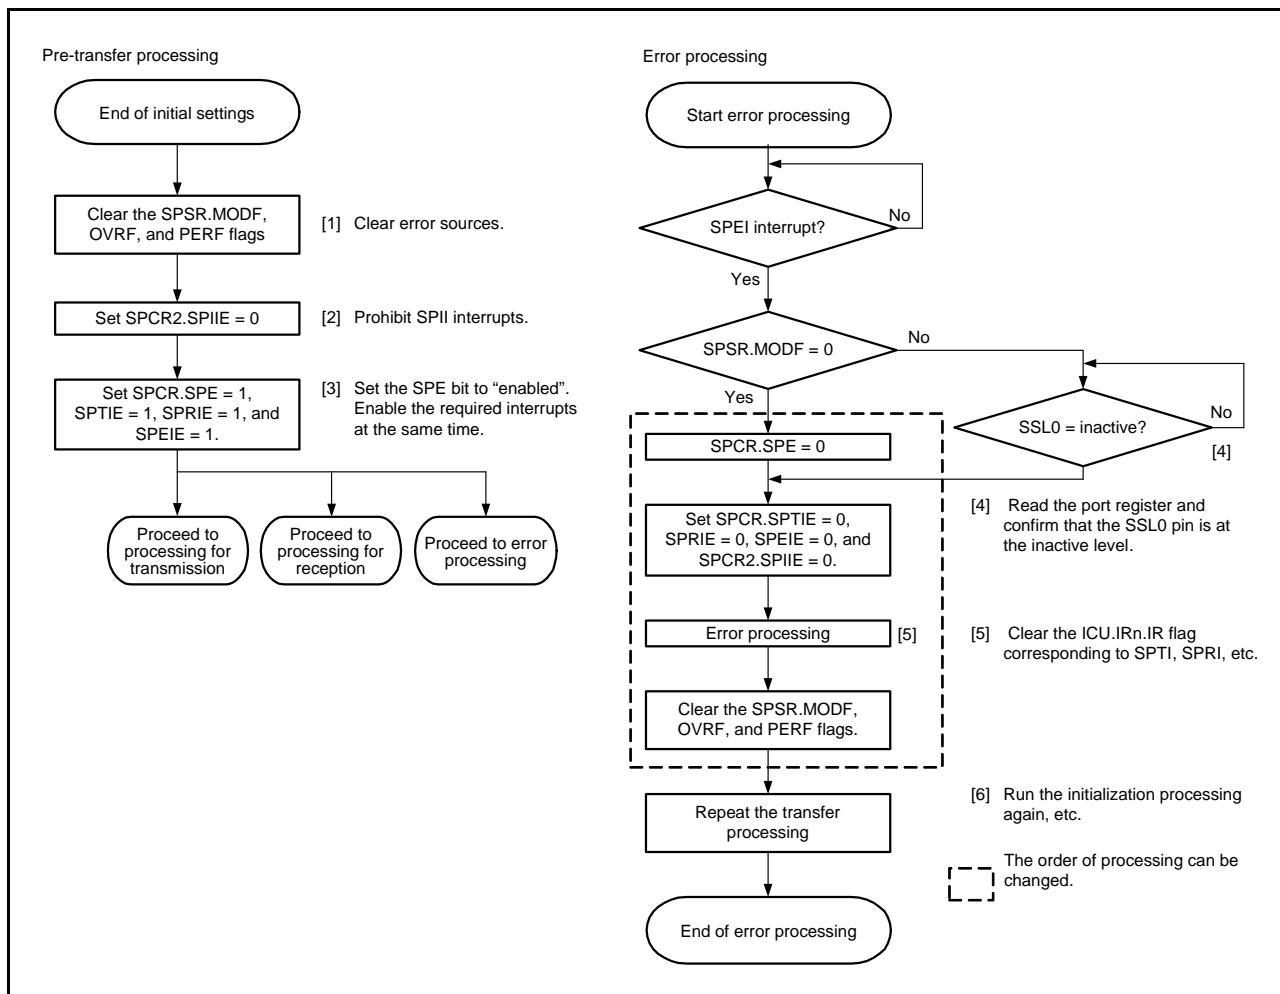 Pre-transfer processing
End of initial settings
Clear the SPSR.MODF,
OVRF, and PERF flags
[1] Clear error sources.
Set SPCR2.SPIIE = 0
[2] Prohibit SPII interrupts.
Set SPCR.SPE = 1,
SPTIE = 1, SPRIE = 1, and
SPEIE = 1.
[3] Set the SPE bit to “enabled”.
Enable the required interrupts
at the same time.
Proceed to
processing for
transmission
Proceed to
processing for
reception
Proceed to error
processing
Error processing
Start error processing
SPEI interrupt?
No
Yes
SPSR.MODF = 0
No
Yes
SSL0 = inactive?
No
[4]
SPCR.SPE = 0
Set SPCR.SPTIE = 0,
SPRIE = 0, SPEIE = 0, and
SPCR2.SPIIE = 0.
[4] Read the port register and
confirm that the SSL0 pin is at
the inactive level.
Error processing
[5]
[5] Clear the ICU.IRn.IR flag
corresponding to SPTI, SPRI, etc.
Clear the SPSR.MODF,
OVRF, and PERF flags.
Repeat the transfer
processing
[6] Run the initialization processing
again, etc.
The order of processing can be
changed.
End of error processing